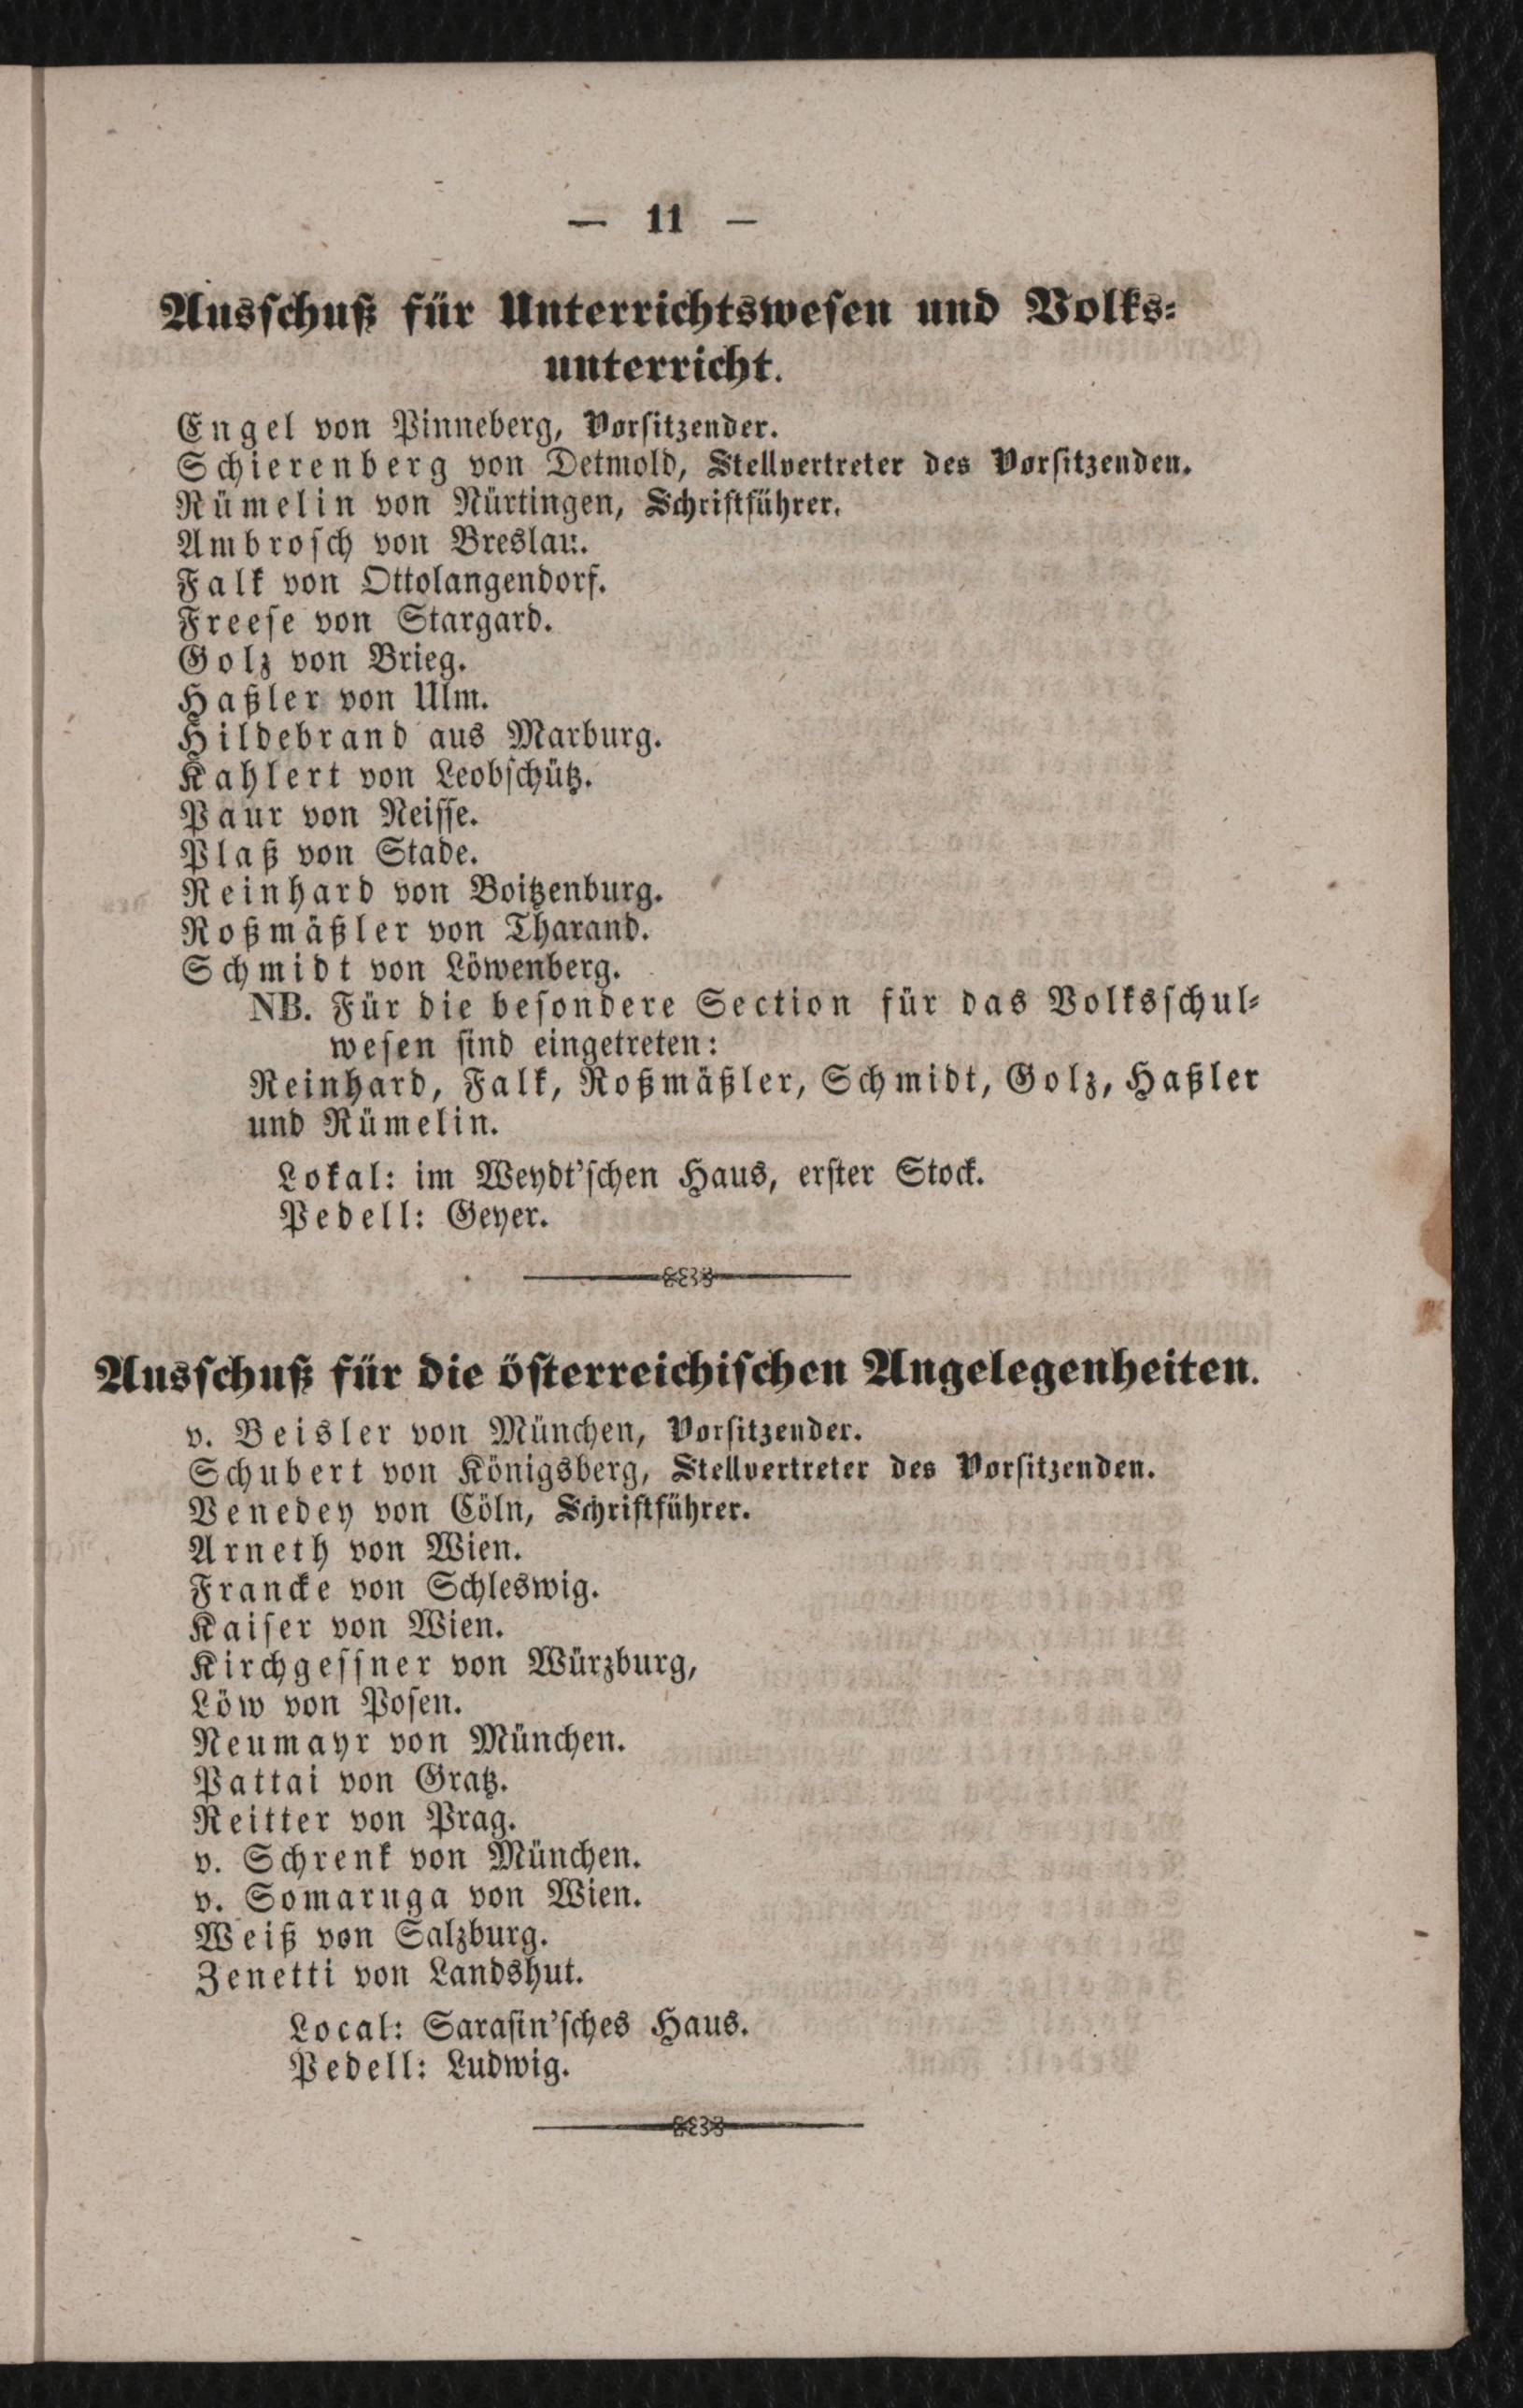 — 11 —
Ausschuß für Unterrichtswesen und Volks-
unterricht.
Engel von Pinneberg, Vorsitzender.
Schierenberg von Detmold, Stellvertreter des Vorsitzenden.
Rümelin von Nürtingen, Schriftführer.
Ambrosch von Breslau.
Falk von Ottolangendorf.
Freese von Stargard.
Golz von Brieg.
Haßler von Ulm.
Hildebrand aus Marburg.
Kahlert von Leobschütz.
Paur von Neisse.
Plaß von Stade.
Reinhard von Boitzenburg.
Roßmäßler von Tharand.
Schmidt von Löwenberg.
NB. Für die besondere Section für das Volksschul-
wesen sind eingetreten:
Reinhard, Falk, Roßmäßler, Schmidt, Golz, Haßler
und Rümelin.
Lokal: im Weydt'schen Haus, erster Stock.
Pedell: Geyer.
Ausschuß für die österreichischen Angelegenheiten.
v. Beisler von München, Vorsitzender.
Schubert von Königsberg, Stellvertreter des Vorsitzenden.
Venedey von Cöln, Schriftführer.
Arneth von Wien.
Francke von Schleswig.
Kaiser von Wien.
Kirchgessner von Würzburg,
Löw von Posen.
Neumayr von München.
Pattai von Gratz.
Reitter von Prag.
v. Schrenk von München.
v. Somaruga von Wien.
Weiß von Salzburg.
Zenetti von Landshut.
Local: Sarasin'sches Haus.
Pedell: Ludwig.